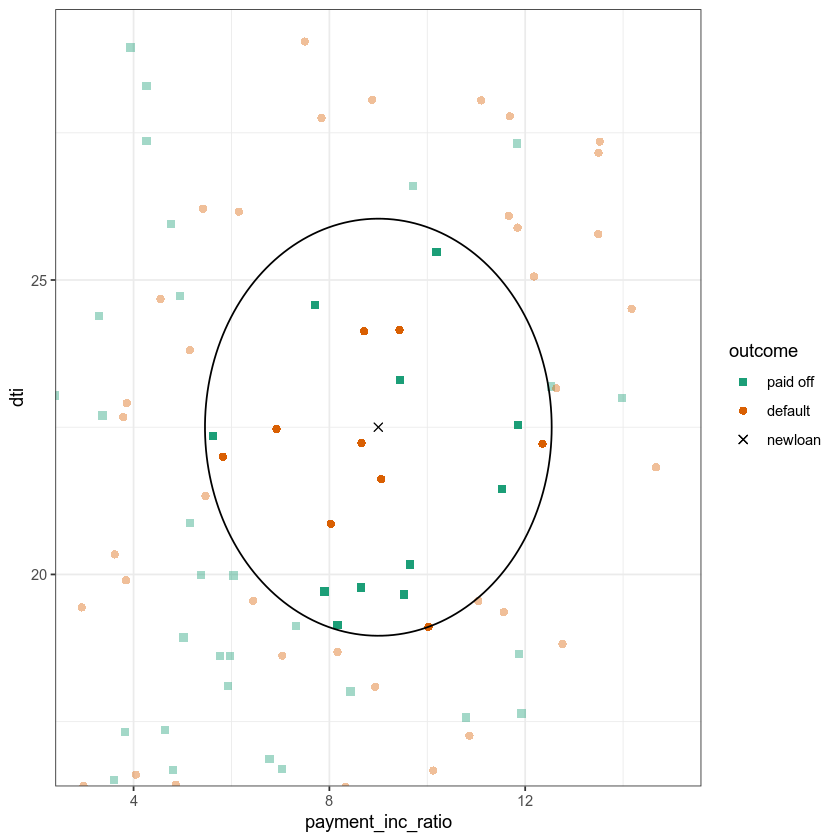 25
20
dti
4
8
12
payment_inc_ratio
outcome
paid off
default
newloan